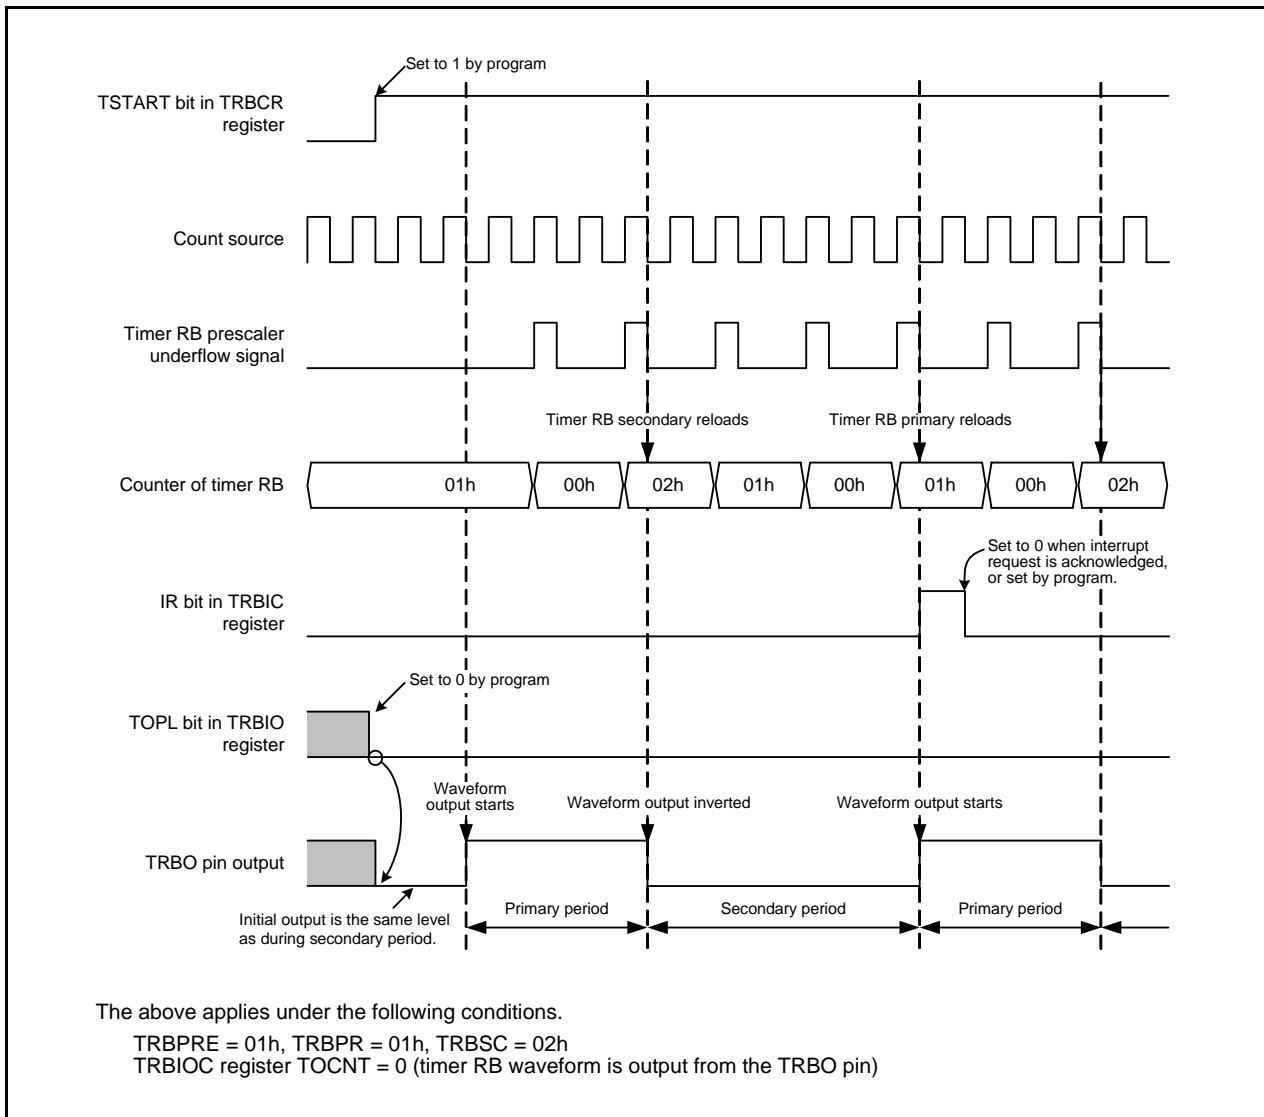 Set to 1 by program
TSTART bit in TRBCR
register
Count source
Timer RB prescaler
underflow signal
Timer RB secondary reloads
Timer RB primary reloads
Counter of timer RB
01h
00h
02h
01h
00h
01h
00h
02h
Set to 0 when interrupt
request is acknowledged,
or set by program.
IR bit in TRBIC
register
Set to 0 by program
TOPL bit in TRBIO
register
Waveform
output starts
Waveform output inverted
Waveform output starts
TRBO pin output
Initial output is the same level
as during secondary period.
Primary period
Secondary period
Primary period
The above applies under the following conditions.
TRBPRE = 01h, TRBPR = 01h, TRBSC = 02h
TRBIOC register TOCNT = 0 (timer RB waveform is output from the TRBO pin)